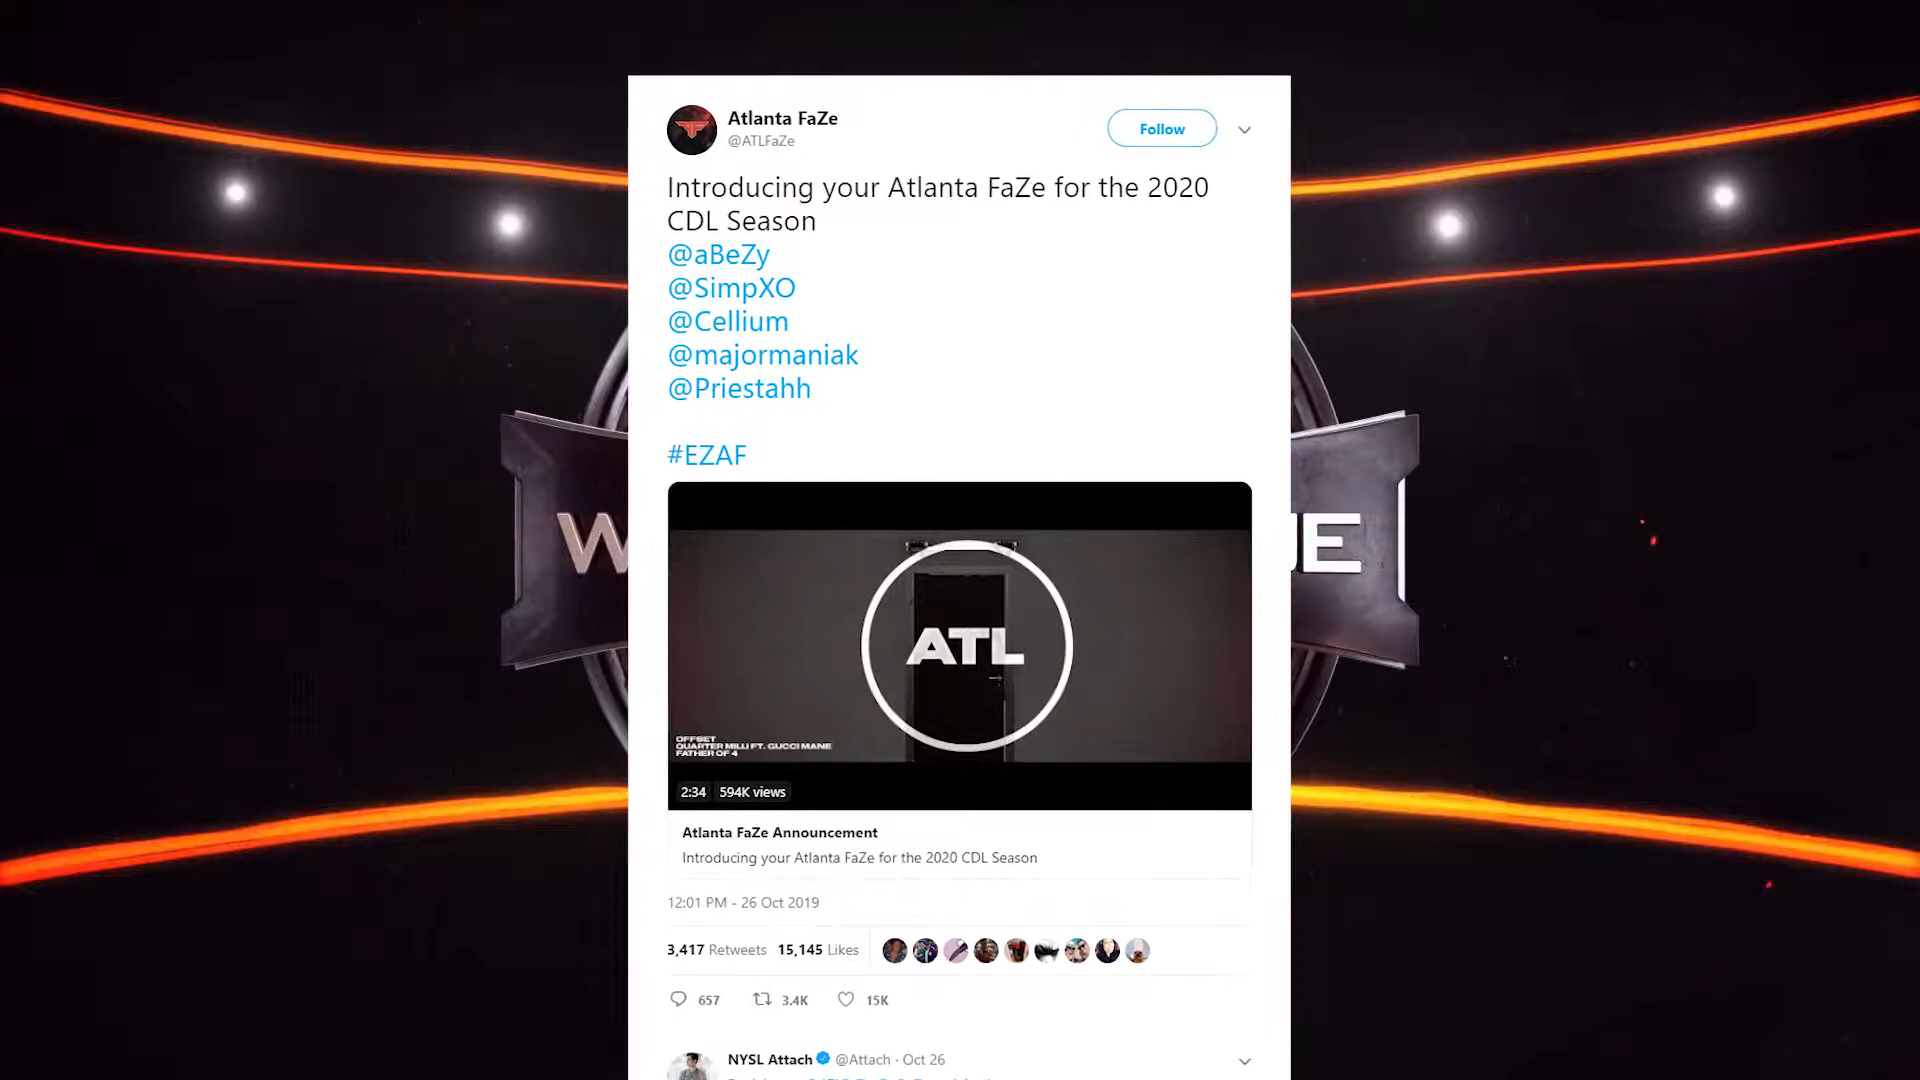 Atlanta FaZe
@ATLFaZe
Follow
Introducing your Atlanta FaZe for the 2020
CDL Season
@aBeZy
@SimpXO
@Cellium
@majormaniak
@Priestahh
#EZAF
W
UE
ATL
OFFSET
QUARTER MILLI FT. GUCCI MANE
FATHER OF 4
2:34 594K views
Atlanta FaZe Announcement
Introducing your Atlanta FaZe for the 2020 CDL Season
12:01 PM - 26 Oct 2019
3,417 Retweets 15,145 Likes
657 3.4K 15K
NYSL Attach @Attach · Oct 26